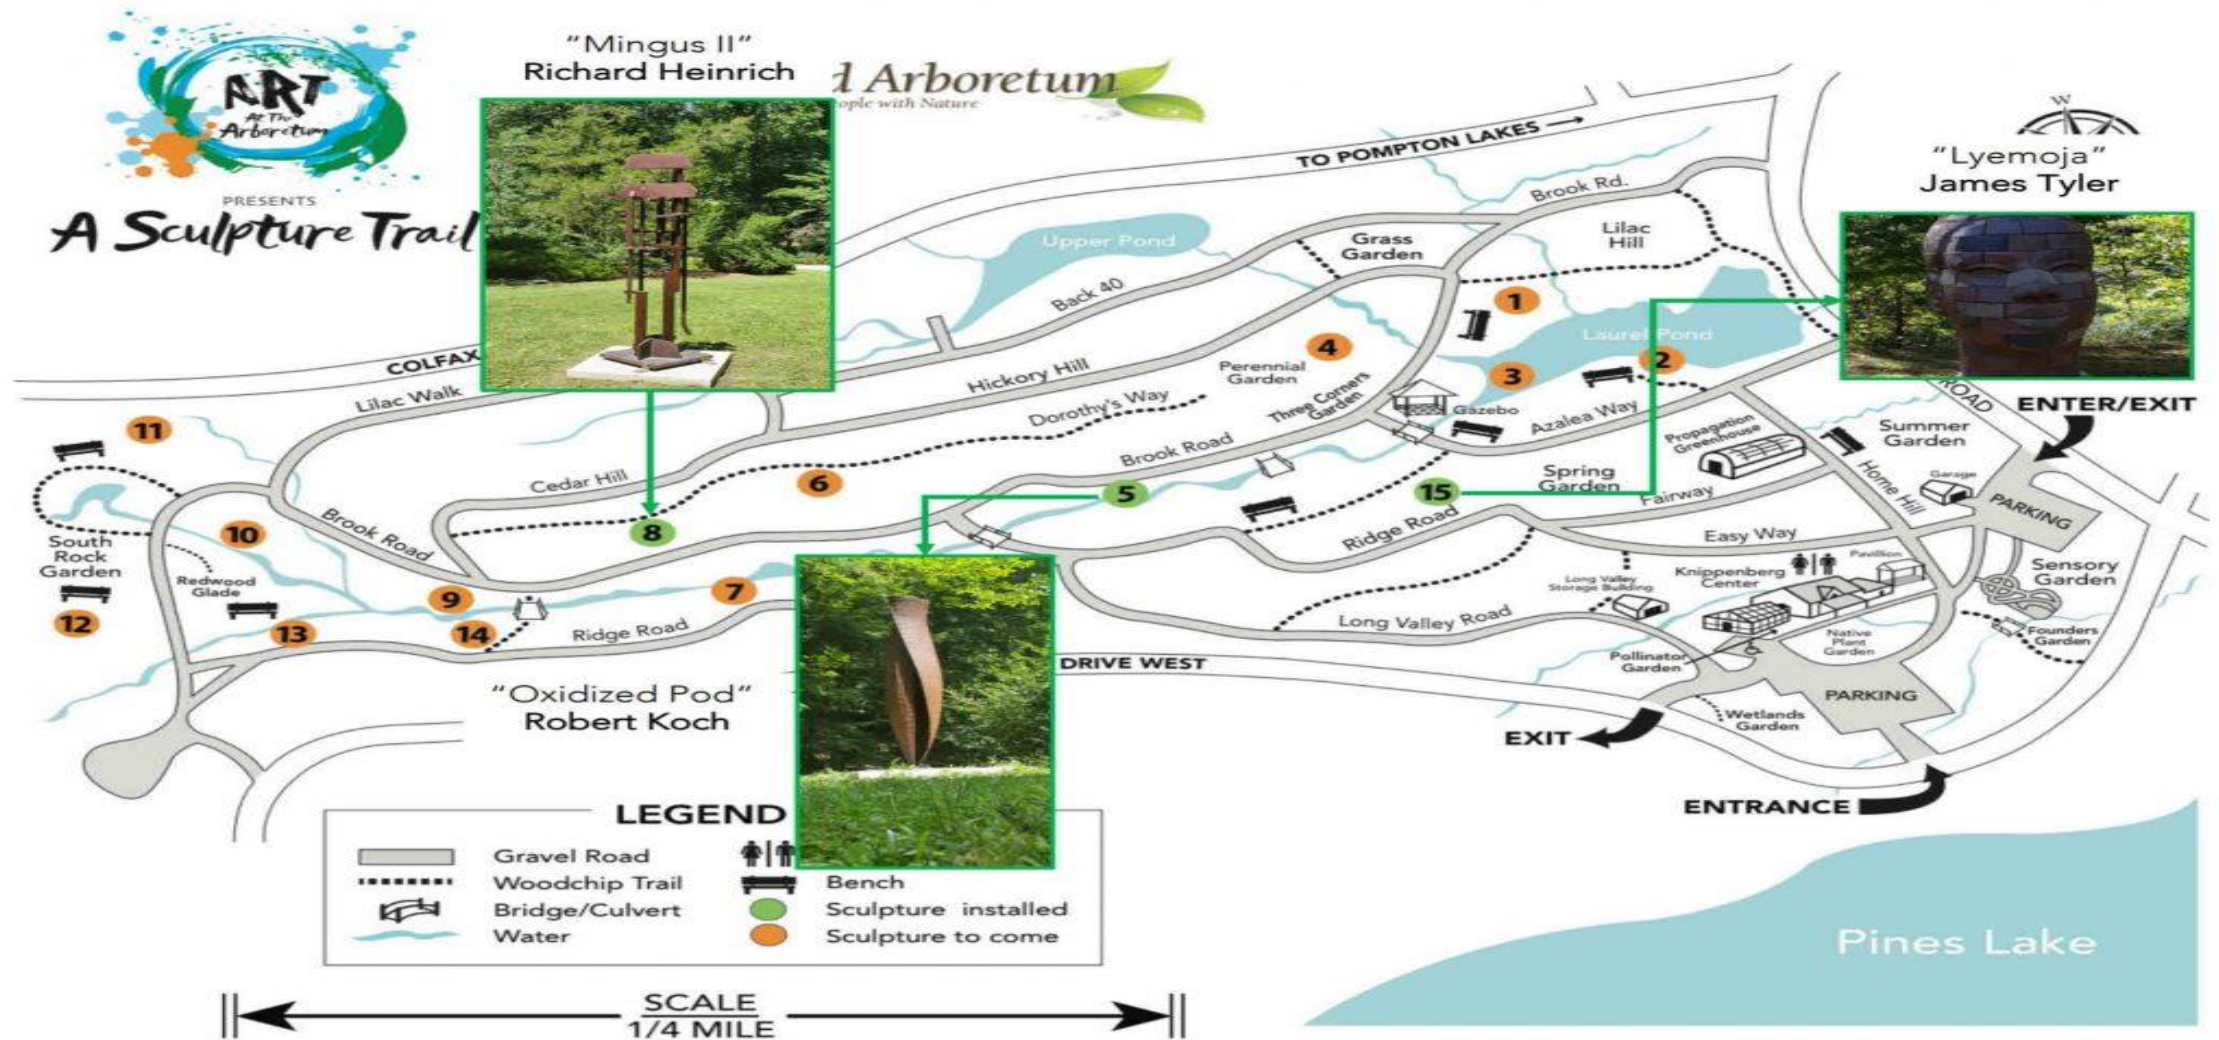 ART
At The
Arboretum
PRESENTS
A Sculpture Trail
"Mingus II"
Richard Heinrich
d Arboretum
ople with Nature
W
"Lyemoja"
James Tyler
TO POMPTON LAKES
Brook Rd.
Lilac
Hill
Grass
Garden
Upper Pond
Back 40
1
Laurel Pond
2
3
4
Perennial
Garden
Three Corners
Garden
Gazebo
Azalea Way
COLFAX
Lilac Walk
Hickory Hill
Dorothy's Way
Brook Road
Cedar Hill
5
6
8
15
Propagation
Greenhouse
Spring
Garden
Fairway
Ridge Road
Home Hill
Summer
Garden
Garage
ROAD
ENTER/EXIT
PARKING
Easy Way
11
10
South
Rock
Garden
12
Redwood
Glade
13
Brook Road
9
14
7
Ridge Road
Long Valley
Storage Building
Knippenberg
Center
Pavillion
Sensory
Garden
Founders
Garden
Native
Plant
Garden
Long Valley Road
Pollinator
Garden
DRIVE WEST
PARKING
Wetlands
Garden
EXIT
ENTRANCE
"Oxidized Pod"
Robert Koch
LEGEND
Gravel Road
Woodchip Trail
Bridge/Culvert
Water
Bench
Sculpture installed
Sculpture to come
Pines Lake
SCALE
1/4 MILE